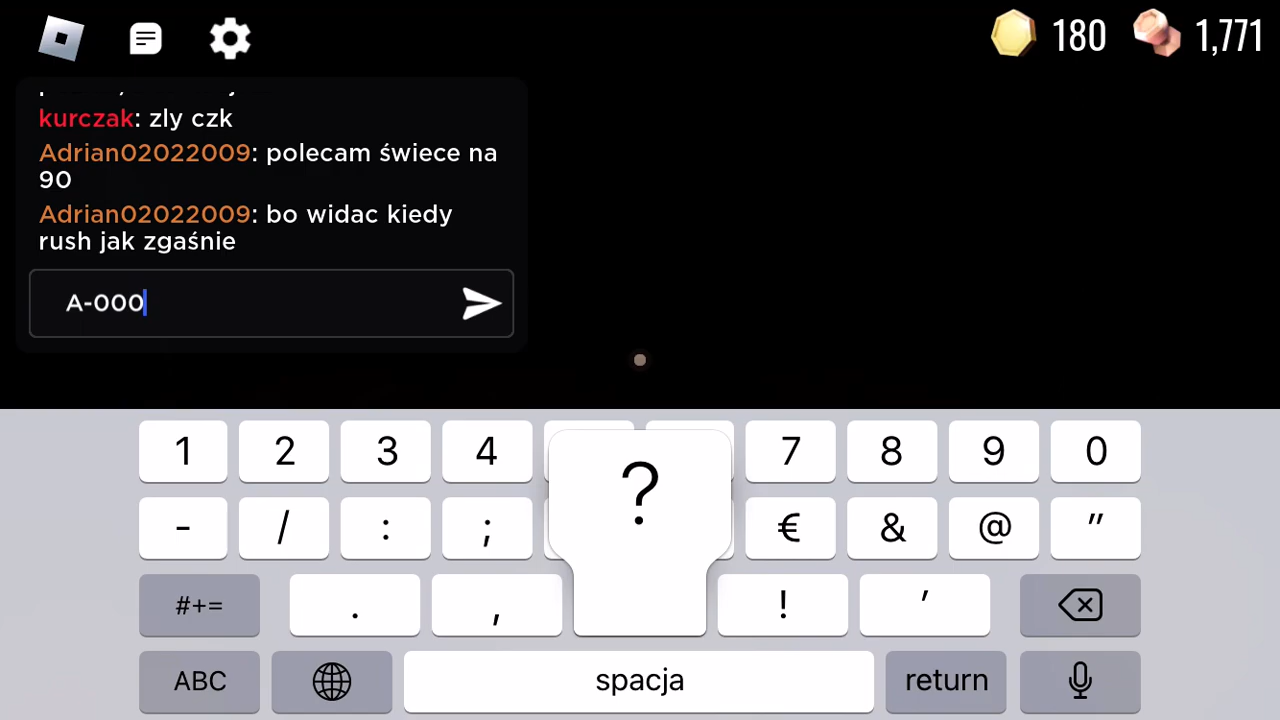 180 1,771
kurczak: zly czk
Adrian02022009: polecam świece na
90
Adrian02022009: bo widac kiedy
rush jak zgaśnie
A-000
1 2 3 4 7 8 9 0
?
- / : ; € & @ "
#+= . , ! '
ABC spacja return